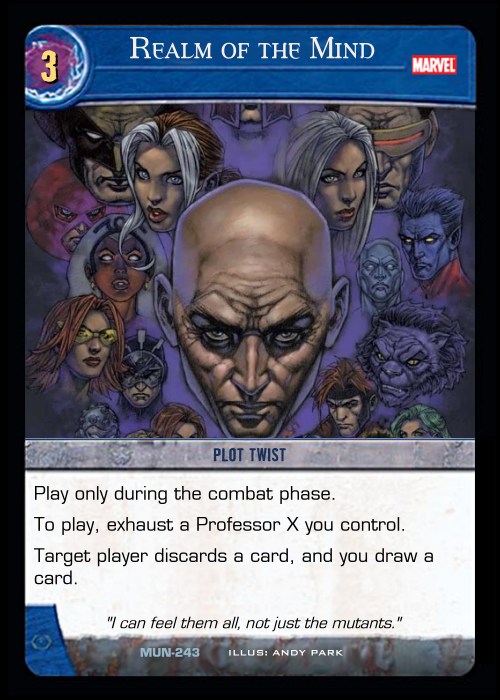 3
Realm of the Mind
MARVEL
PLOT TWIST
Play only during the combat phase.
To play, exhaust a Professor X you control.
Target player discards a card, and you draw a
card.
"I can feel them all, not just the mutants."
MUN-243 ILLUS: ANDY PARK